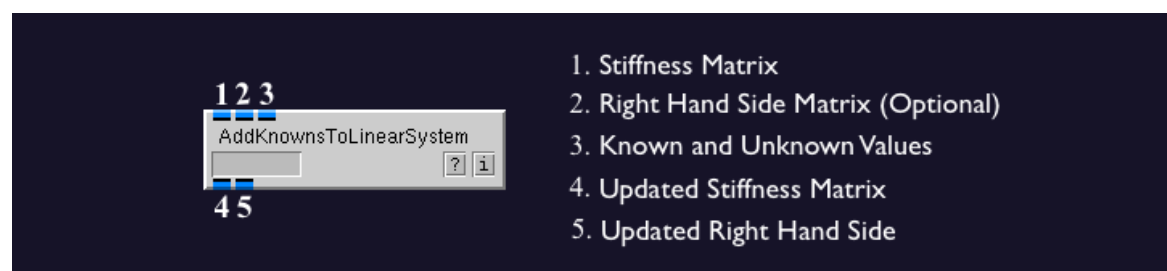 1 2 3
AddKnownsToLinearSystem
? i
4 5
1. Stiffness Matrix
2. Right Hand Side Matrix (Optional)
3. Known and Unknown Values
4. Updated Stiffness Matrix
5. Updated Right Hand Side